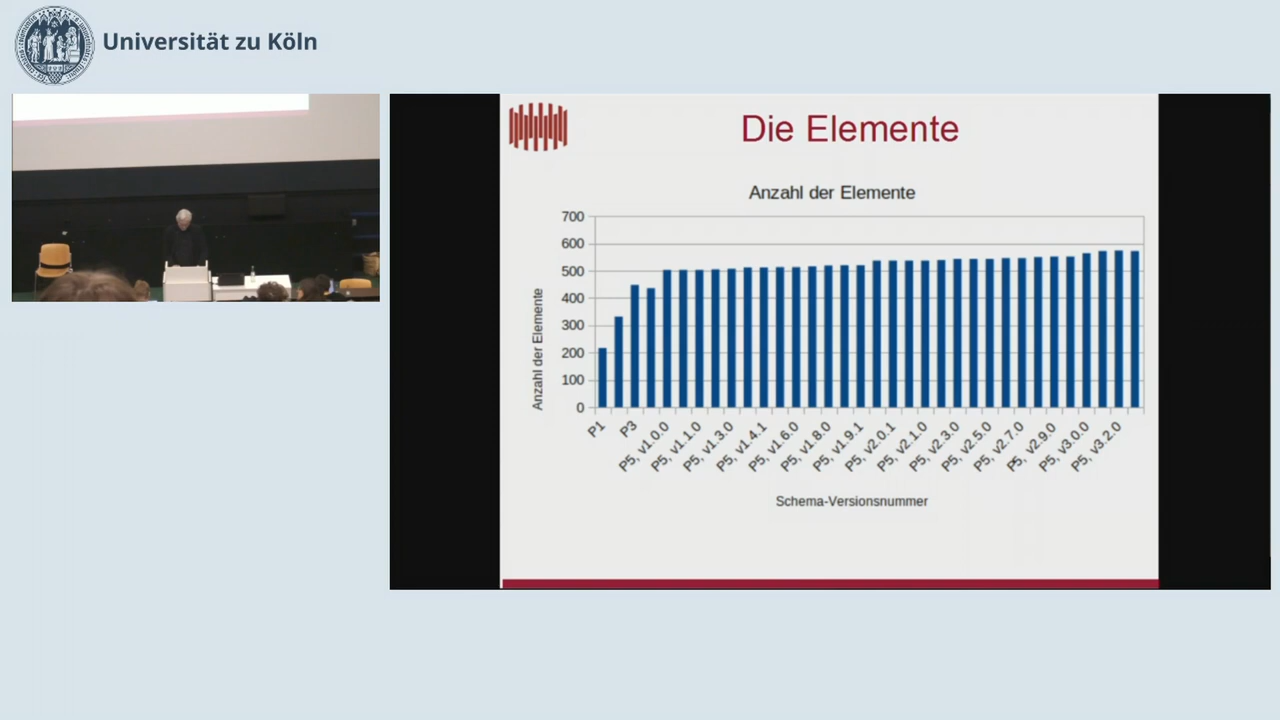 Universität zu Köln
Die Elemente
Anzahl der Elemente
700
600
500
400
300
200
100
0
Anzahl der Elemente
P1
P3
P5, v1.0.0
P5, v1.1.0
P5, v1.3.0
P5, v1.4.1
P5, v1.6.0
P5, v1.8.0
P5, v1.9.1
P5, v2.0.1
P5, v2.1.0
P5, v2.3.0
P5, v2.5.0
P5, v2.7.0
P5, v2.9.0
P5, v3.0.0
P5, v3.2.0
Schema-Versionsnummer